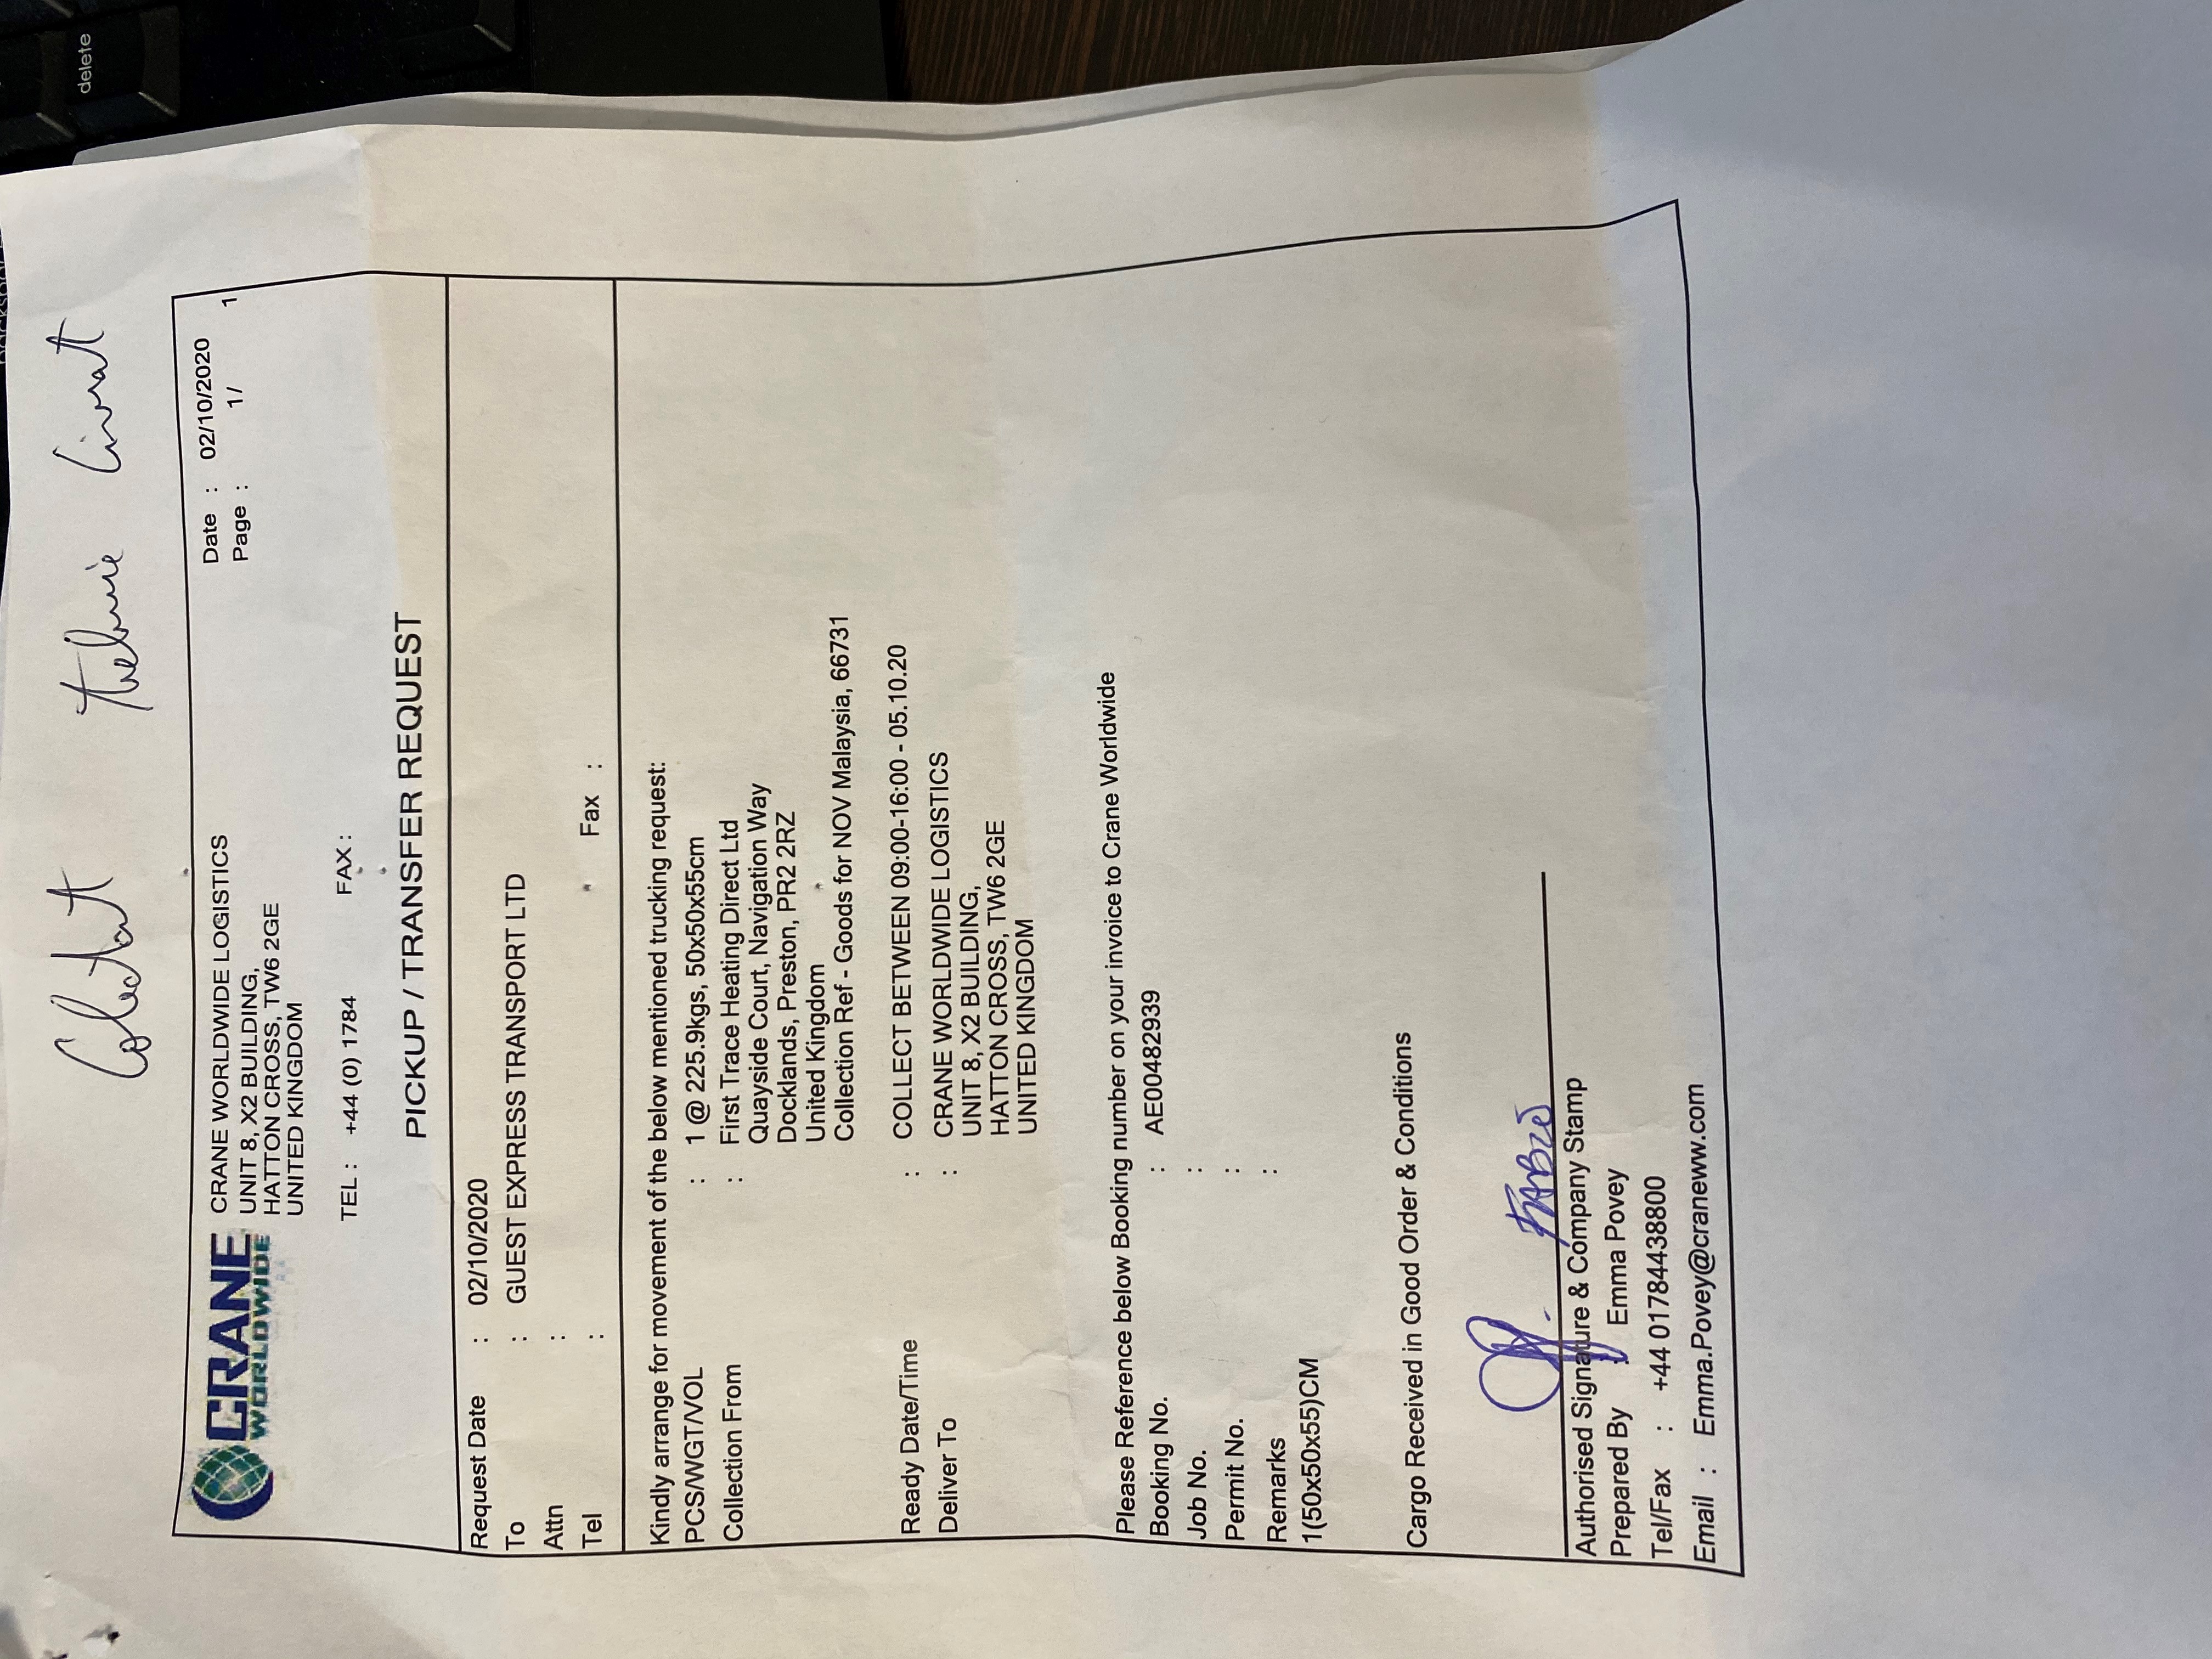 delete
CRANE
WORLDWIDE
CRANE WORLDWIDE LOGISTICS
UNIT 8, X2 BUILDING,
HATTON CROSS, TW6 2GE
UNITED KINGDOM
Date : 02/10/2020
Page : 1/ 1
TEL : +44 (0) 1784 FAX :
PICKUP / TRANSFER REQUEST
Request Date : 02/10/2020
To : GUEST EXPRESS TRANSPORT LTD
Attn :
Tel : Fax :
Kindly arrange for movement of the below mentioned trucking request:
PCS/WGT/VOL : 1 @ 225.9kgs, 50x50x55cm
Collection From : First Trace Heating Direct Ltd
Quayside Court, Navigation Way
Docklands, Preston, PR2 2RZ
United Kingdom
Collection Ref - Goods for NOV Malaysia, 66731
Ready Date/Time : COLLECT BETWEEN 09:00-16:00 - 05.10.20
Deliver To : CRANE WORLDWIDE LOGISTICS
UNIT 8, X2 BUILDING,
HATTON CROSS, TW6 2GE
UNITED KINGDOM
Please Reference below Booking number on your invoice to Crane Worldwide
Booking No. : AE00482939
Job No. :
Permit No. :
Remarks :
1(50x50x55)CM
Cargo Received in Good Order & Conditions
Authorised Signature & Company Stamp
Prepared By : Emma Povey
Tel/Fax : +44 01784438800
Email : Emma.Povey@craneww.com